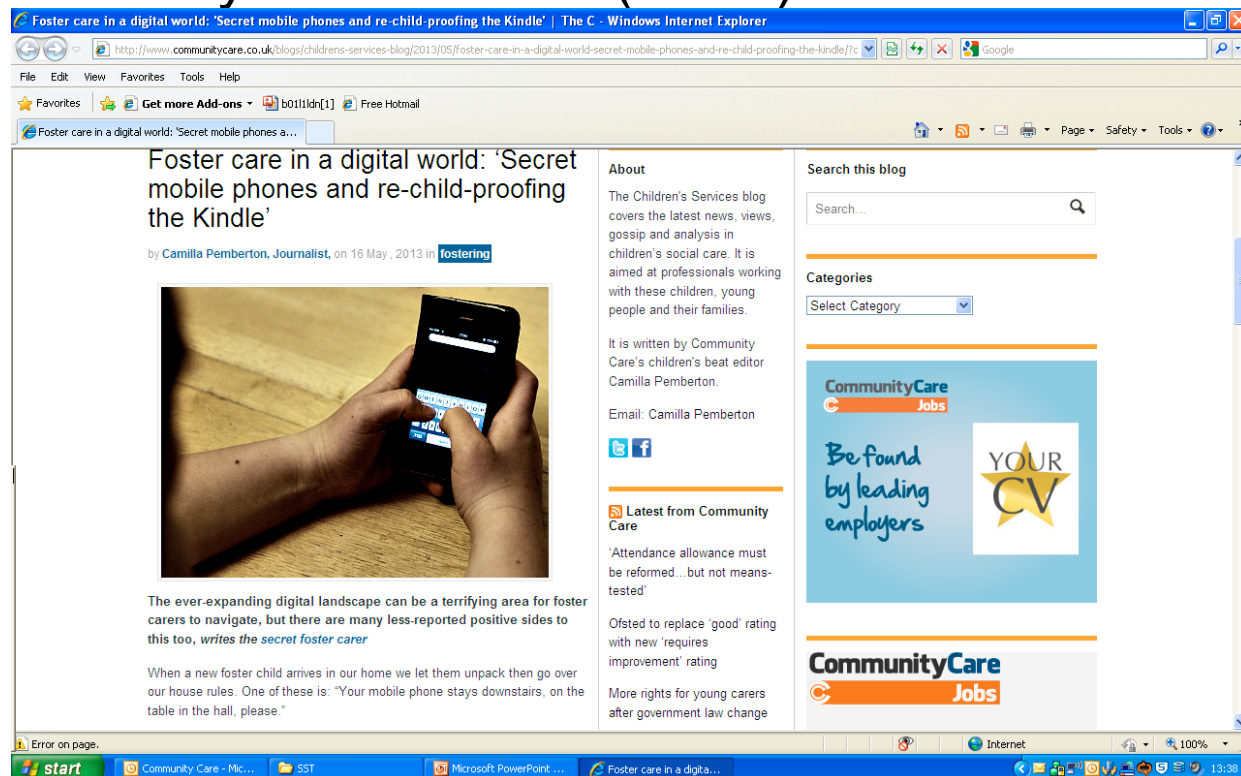 Foster care in a digital world: 'Secret mobile phones and re-child-proofing the Kindle' | The C - Windows Internet Explorer
http://www.communitycare.co.uk/blogs/childrens-services-blog/2013/05/foster-care-in-a-digital-world-secret-mobile-phones-and-re-child-proofing-the-kindle/?c
Google
File Edit View Favorites Tools Help
Favorites Get more Add-ons b01l1ldn[1] Free Hotmail
Foster care in a digital world: 'Secret mobile phones a...
Page Safety Tools
Foster care in a digital world: ‘Secret
mobile phones and re-child-proofing
the Kindle’
by Camilla Pemberton, Journalist, on 16 May , 2013 in fostering
The ever-expanding digital landscape can be a terrifying area for foster
carers to navigate, but there are many less-reported positive sides to
this too, writes the secret foster carer
When a new foster child arrives in our home we let them unpack then go over
our house rules. One of these is: “Your mobile phone stays downstairs, on the
table in the hall, please.”
About
The Children's Services blog
covers the latest news, views,
gossip and analysis in
children's social care. It is
aimed at professionals working
with these children, young
people and their families.
It is written by Community
Care's children's beat editor
Camilla Pemberton.
Email: Camilla Pemberton
Latest from Community
Care
‘Attendance allowance must
be reformed…but not means-
tested’
Ofsted to replace ‘good’ rating
with new ‘requires
improvement’ rating
More rights for young carers
after government law change
Search this blog
Search...
Categories
Select Category
CommunityCare
Jobs
Be found
by leading
employers
YOUR
CV
CommunityCare
Jobs
Error on page.
Internet
100%
start
Community Care - Mic...
SST
Microsoft PowerPoint ...
Foster care in a digita...
13:38